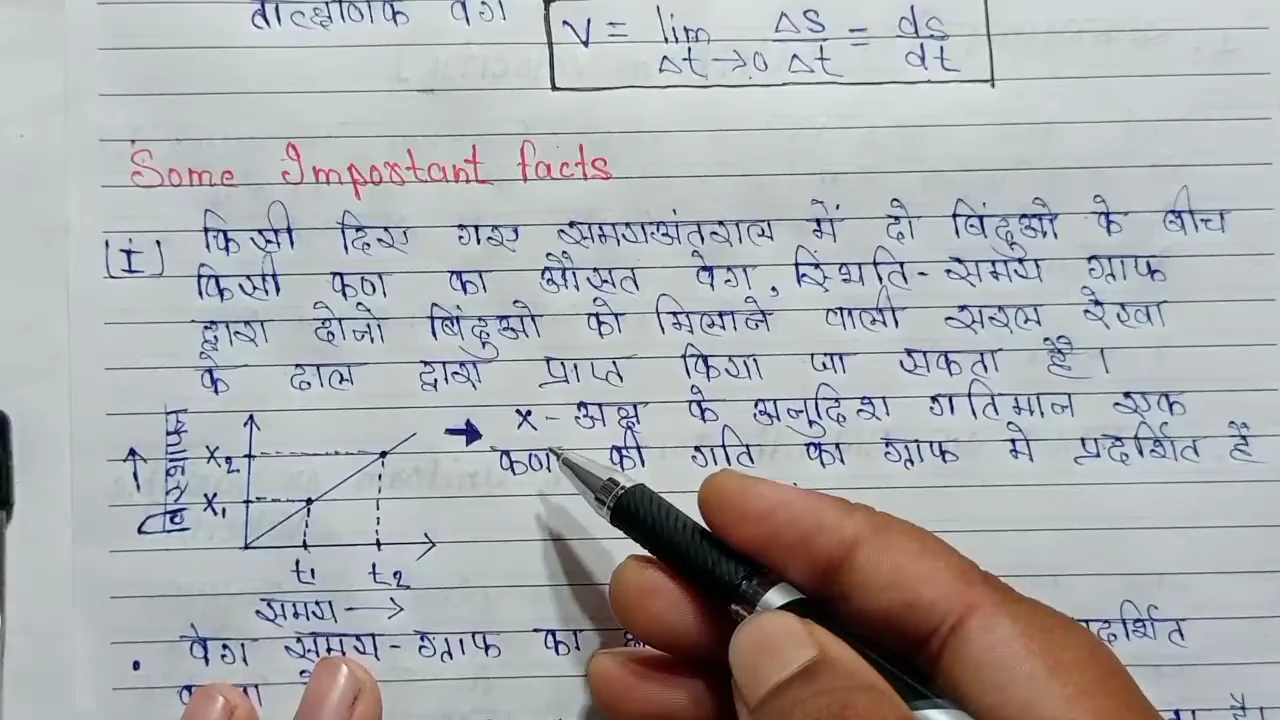 तात्क्षणिक वेग
V = lim Δt→0 Δs/Δt = ds/dt
Some Important facts
(i) किसी दिए गए समयअंतराल में दो बिंदुओ के बीच
किसी कण का औसत वेग, स्थिति-समय ग्राफ
द्वारा दोनो बिंदुओ को मिलाने वाली सरल रेखा
के ढाल द्वारा प्राप्त किया जा सकता है।
विस्थापन →
x₂
x₁
t₁ t₂
समय →
→ x-अक्ष के अनुदिश गतिमान एक
कण की गति का ग्राफ मे प्रदर्शित है
• वेग समय-ग्राफ का